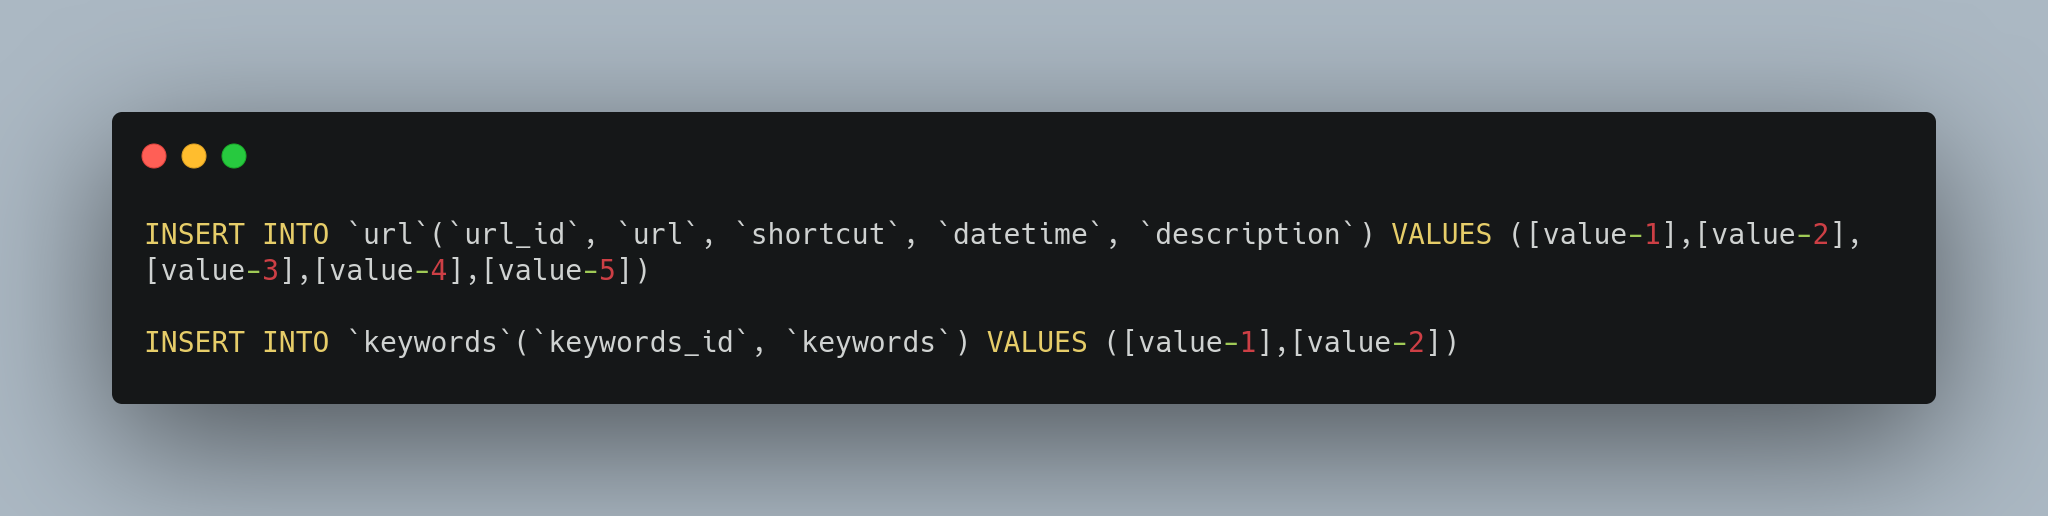 INSERT INTO `url`(`url_id`, `url`, `shortcut`, `datetime`, `description`) VALUES ([value-1],[value-2],
[value-3],[value-4],[value-5])
INSERT INTO `keywords`(`keywords_id`, `keywords`) VALUES ([value-1],[value-2])